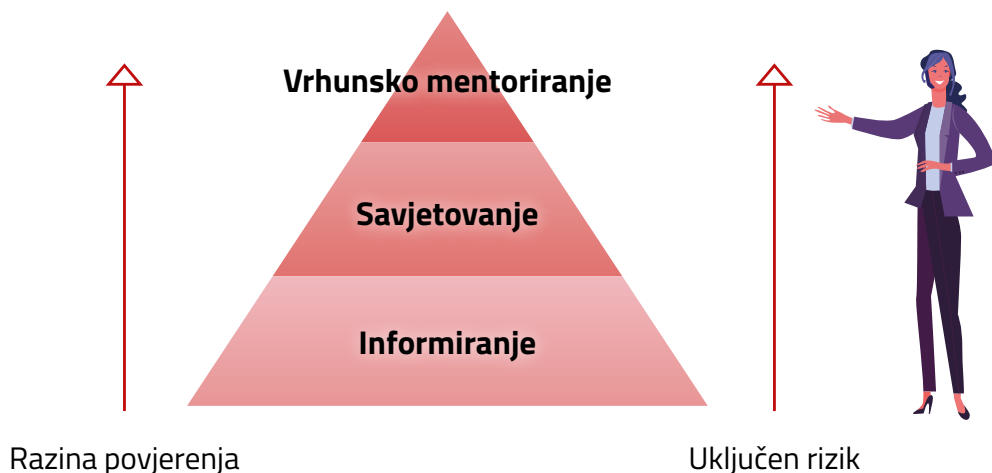 Vrhunsko mentoriranje
Savjetovanje
Informiranje
Razina povjerenja
Uključen rizik